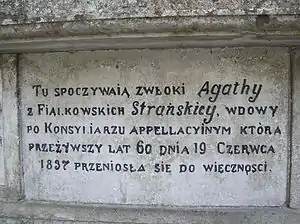 Tu spoczywaią zwłoki Agathy
z Fiałkowskich Strańskiey, wdowy
po Konsyliarzu Appellacyinym która
przeżywszy lat 60 dnia 19 Czerwca
1837 przeniosła się do wieczności.